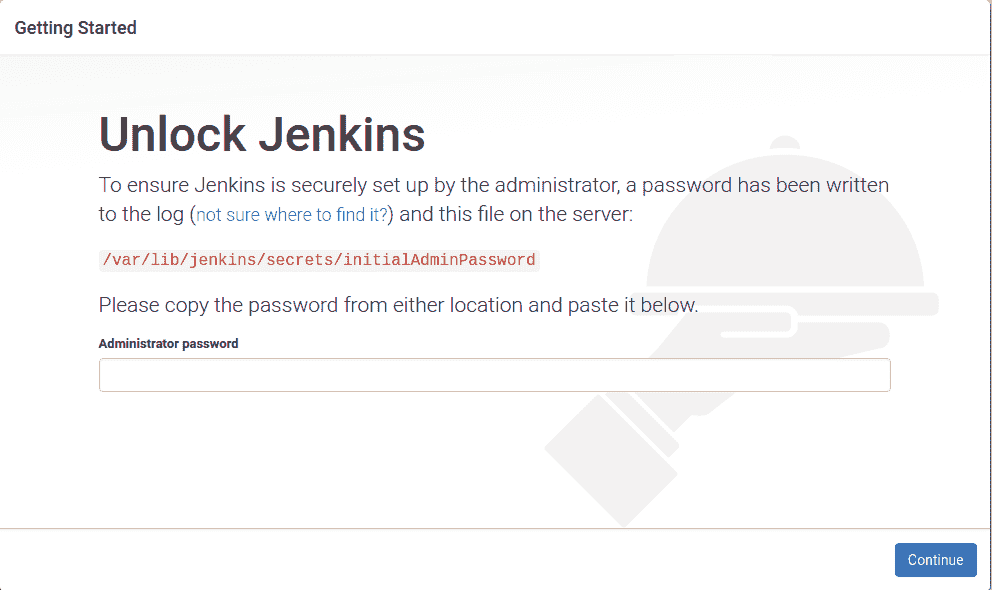 Getting Started
Unlock Jenkins
To ensure Jenkins is securely set up by the administrator, a password has been written
to the log (not sure where to find it?) and this file on the server:
/var/lib/jenkins/secrets/initialAdminPassword
Please copy the password from either location and paste it below.
Administrator password
Continue